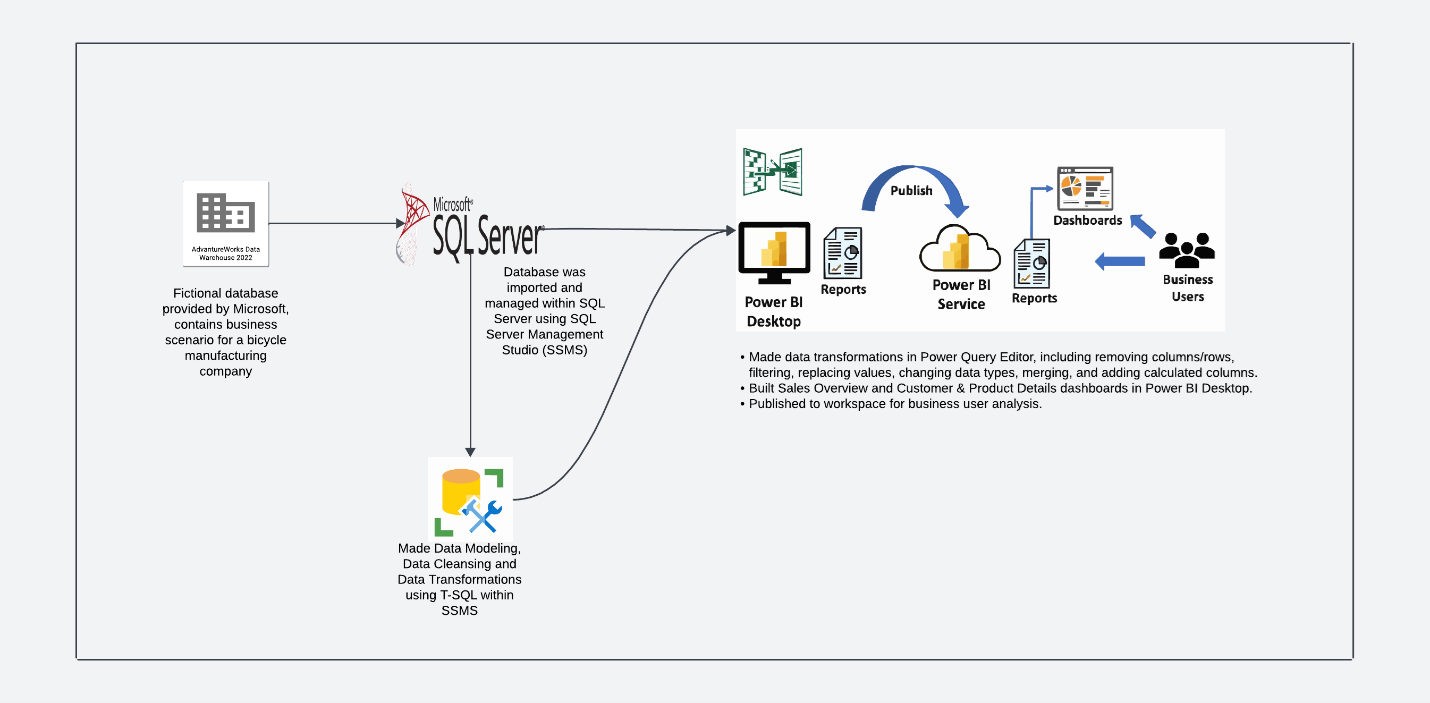 AdvantureWorks Data
Warehouse 2022
Fictional database
provided by Microsoft,
contains business
scenario for a bicycle
manufacturing
company
Microsoft®
SQL Server®
Database was
imported and
managed within SQL
Server using SQL
Server Management
Studio (SSMS)
Made Data Modeling,
Data Cleansing and
Data Transformations
using T-SQL within
SSMS
Power BI
Desktop
Reports
Publish
Power BI
Service
Reports
Dashboards
Business
Users
• Made data transformations in Power Query Editor, including removing columns/rows,
filtering, replacing values, changing data types, merging, and adding calculated columns.
• Built Sales Overview and Customer & Product Details dashboards in Power BI Desktop.
• Published to workspace for business user analysis.